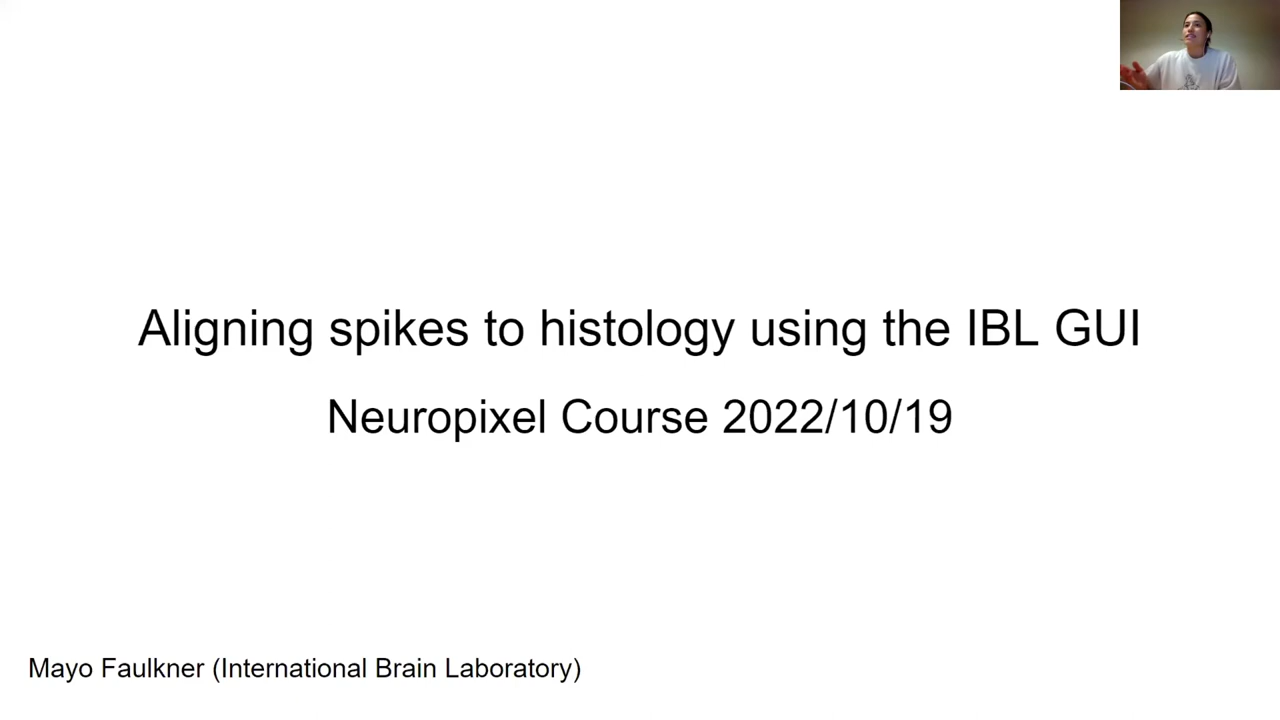 Aligning spikes to histology using the IBL GUI
Neuropixel Course 2022/10/19
Mayo Faulkner (International Brain Laboratory)